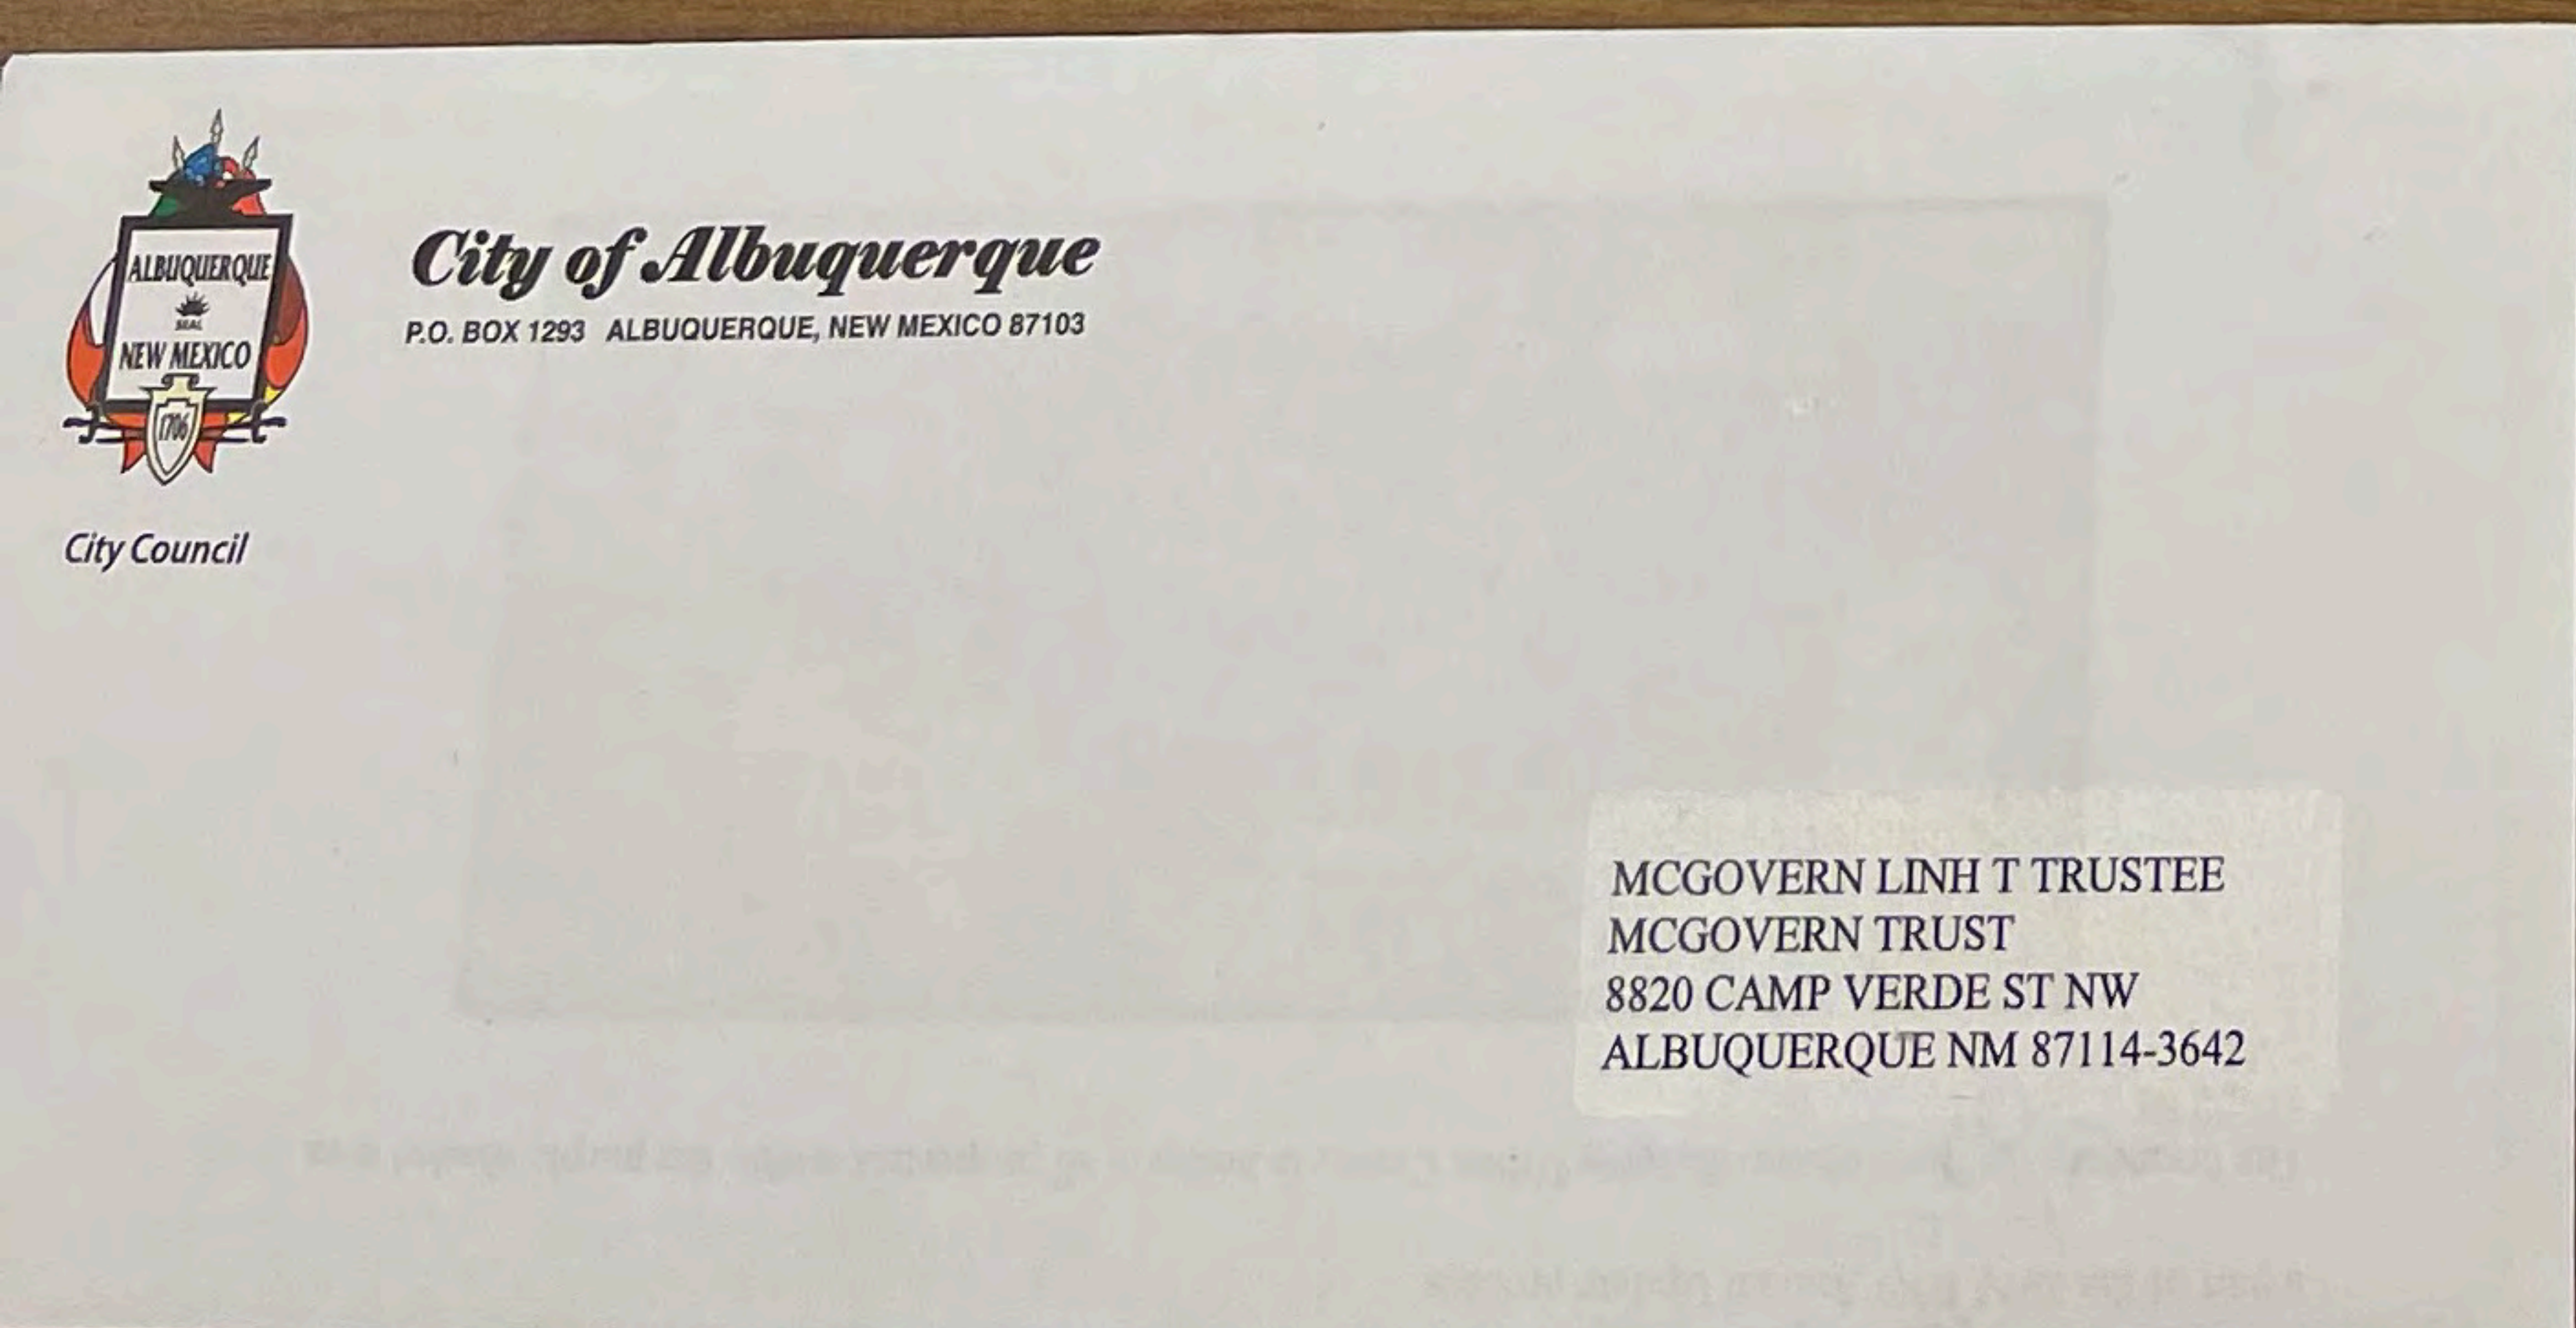 ALBUQUERQUE
SEAL
NEW MEXICO
1706
City of Albuquerque
P.O. BOX 1293 ALBUQUERQUE, NEW MEXICO 87103
City Council
MCGOVERN LINH T TRUSTEE
MCGOVERN TRUST
8820 CAMP VERDE ST NW
ALBUQUERQUE NM 87114-3642